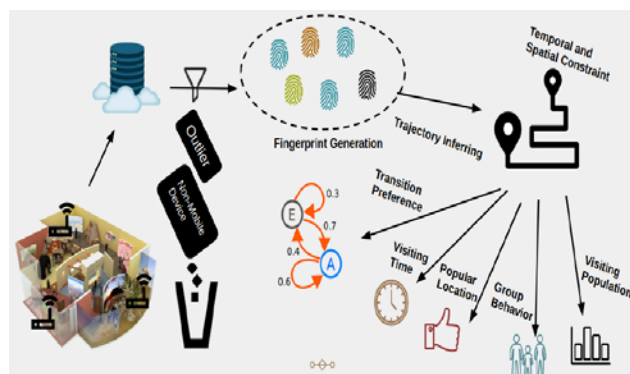 Temporal and
Spatial Constraint
Outlier
Non-Mobile
Device
Fingerprint Generation
Trajectory Inferring
Transition
Preference
E
0.3
0.7
0.4
A
0.6
Visiting
Time
Popular
Location
Group
Behavior
Visiting
Population